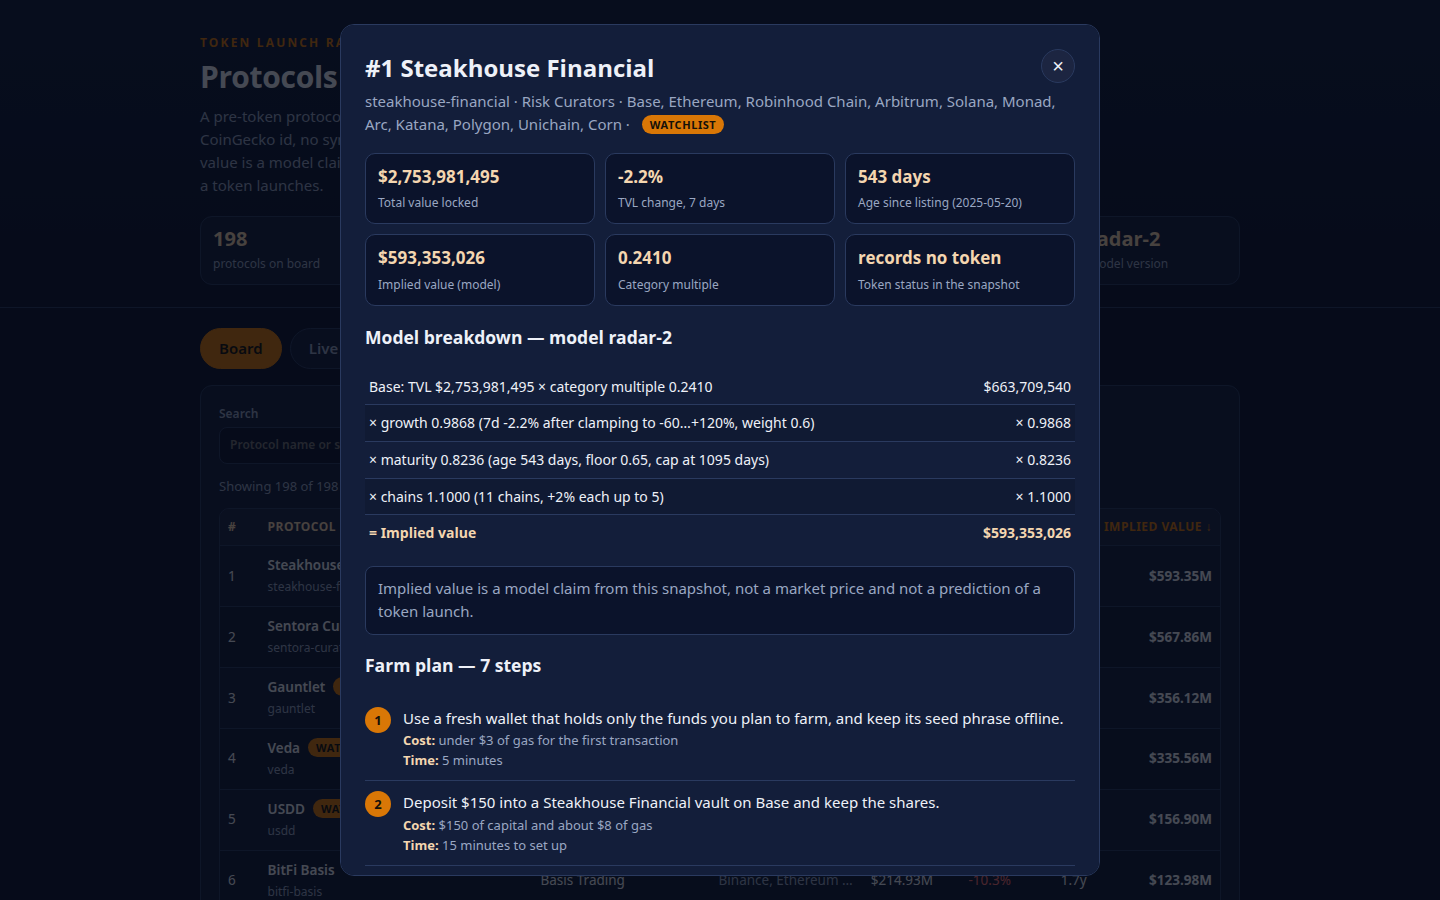 TOKEN LAUNCH RA
Protocols
A pre-token protoco
CoinGecko id, no syn
value is a model clai
a token launches.
198
protocols on board
adar-2
odel version
Board
Live
Search
Protocol name or s
Showing 198 of 198
#
PROTOCOL
IMPLIED VALUE ↓
1
Steakhouse
steakhouse-f
$593.35M
2
Sentora Cu
sentora-cura
$567.86M
3
Gauntlet
gauntlet
$356.12M
4
Veda
WAT
veda
$335.56M
5
USDD
WA
usdd
$156.90M
6
BitFi Basis
bitfi-basis
Basis Trading
Binance, Ethereum ...
$214.93M
-10.3%
1.7y
$123.98M
#1 Steakhouse Financial
×
steakhouse-financial · Risk Curators · Base, Ethereum, Robinhood Chain, Arbitrum, Solana, Monad,
Arc, Katana, Polygon, Unichain, Corn · WATCHLIST
$2,753,981,495
Total value locked
-2.2%
TVL change, 7 days
543 days
Age since listing (2025-05-20)
$593,353,026
Implied value (model)
0.2410
Category multiple
records no token
Token status in the snapshot
Model breakdown — model radar-2
Base: TVL $2,753,981,495 × category multiple 0.2410 $663,709,540
× growth 0.9868 (7d -2.2% after clamping to -60…+120%, weight 0.6) × 0.9868
× maturity 0.8236 (age 543 days, floor 0.65, cap at 1095 days) × 0.8236
× chains 1.1000 (11 chains, +2% each up to 5) × 1.1000
= Implied value $593,353,026
Implied value is a model claim from this snapshot, not a market price and not a prediction of a
token launch.
Farm plan — 7 steps
1 Use a fresh wallet that holds only the funds you plan to farm, and keep its seed phrase offline.
Cost: under $3 of gas for the first transaction
Time: 5 minutes
2 Deposit $150 into a Steakhouse Financial vault on Base and keep the shares.
Cost: $150 of capital and about $8 of gas
Time: 15 minutes to set up